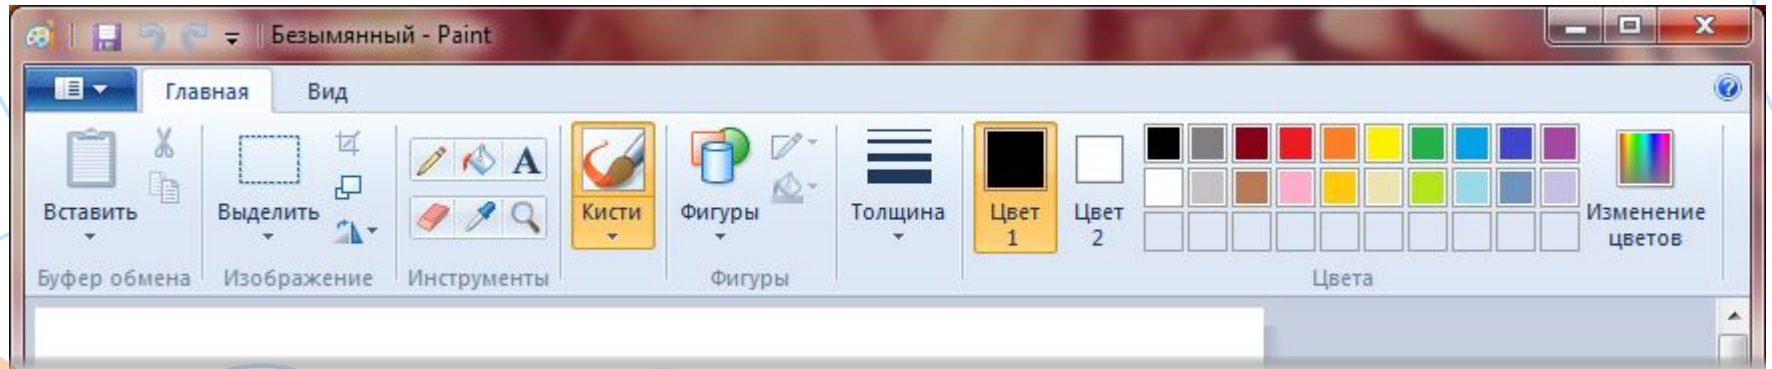 Безымянный - Paint
Главная Вид
Вставить Выделить A Кисти Фигуры Толщина Цвет 1 Цвет 2 Изменение цветов
Буфер обмена Изображение Инструменты Фигуры Цвета